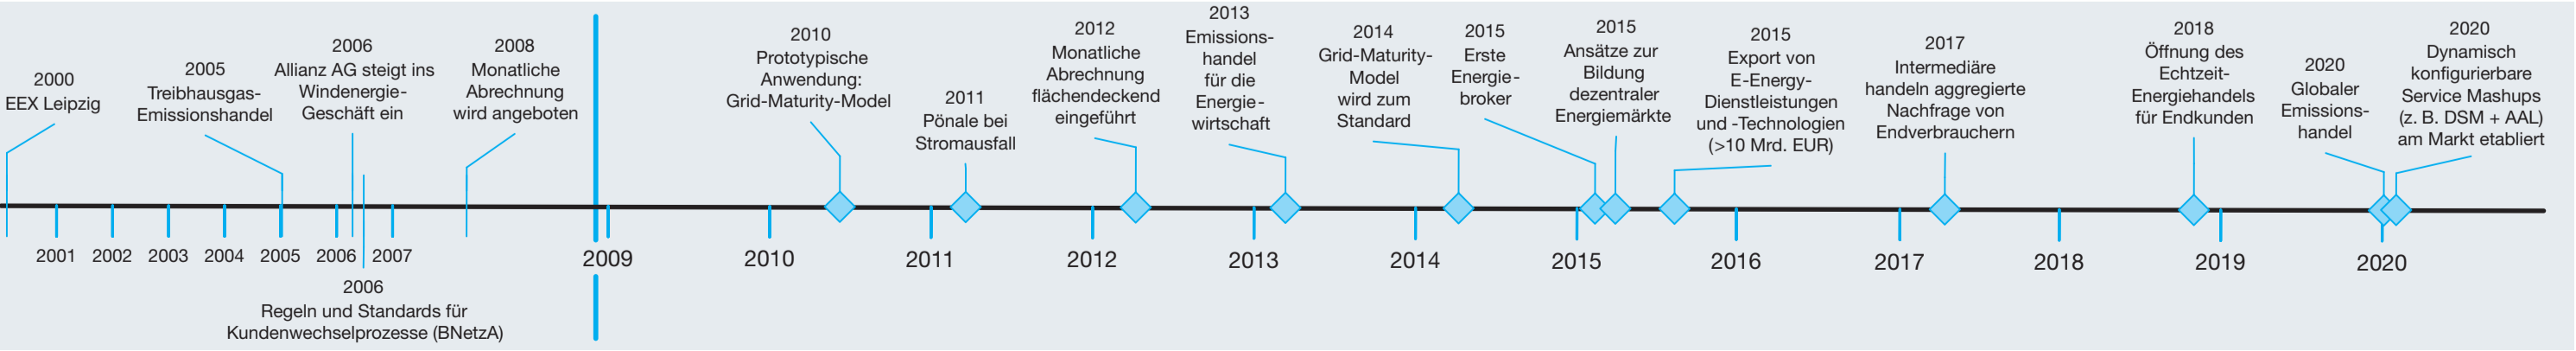 2000
EEX Leipzig
2005
Treibhausgas-
Emissionshandel
2006
Allianz AG steigt ins
Windenergie-
Geschäft ein
2008
Monatliche
Abrechnung
wird angeboten
2010
Prototypische
Anwendung:
Grid-Maturity-Model
2011
Pönale bei
Stromausfall
2012
Monatliche
Abrechnung
flächendeckend
eingeführt
2013
Emissions-
handel
für die
Energie-
wirtschaft
2014
Grid-Maturity-
Model
wird zum
Standard
2015
Erste
Energie-
broker
2015
Ansätze zur
Bildung
dezentraler
Energiemärkte
2015
Export von
E-Energy-
Dienstleistungen
und -Technologien
(>10 Mrd. EUR)
2017
Intermediäre
handeln aggregierte
Nachfrage von
Endverbrauchern
2018
Öffnung des
Echtzeit-
Energiehandels
für Endkunden
2020
Globaler
Emissions-
handel
2020
Dynamisch
konfigurierbare
Service Mashups
(z. B. DSM + AAL)
am Markt etabliert
2001 2002 2003 2004 2005 2006 2007 2009 2010 2011 2012 2013 2014 2015 2016 2017 2018 2019 2020
2006
Regeln und Standards für
Kundenwechselprozesse (BNetzA)